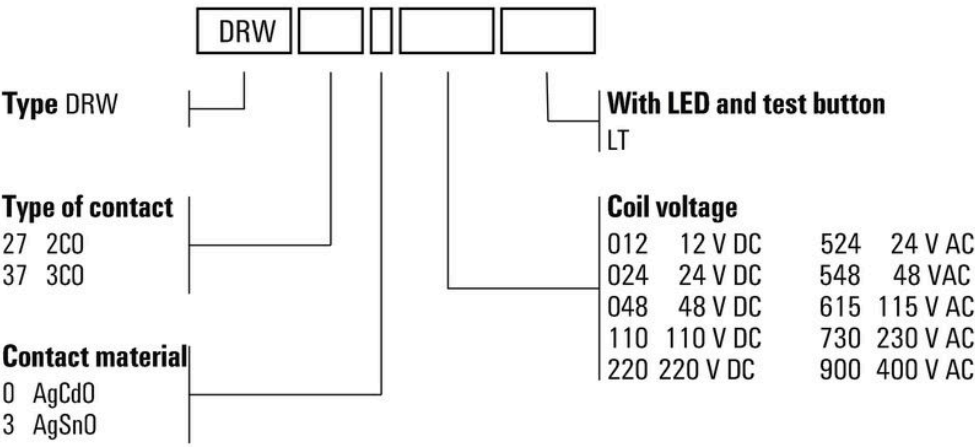 DRW
Type DRW
With LED and test button
LT
Type of contact
27 2CO
37 3CO
Coil voltage
012 12 V DC 524 24 V AC
024 24 V DC 548 48 VAC
048 48 V DC 615 115 V AC
110 110 V DC 730 230 V AC
220 220 V DC 900 400 V AC
Contact material
0 AgCdO
3 AgSnO